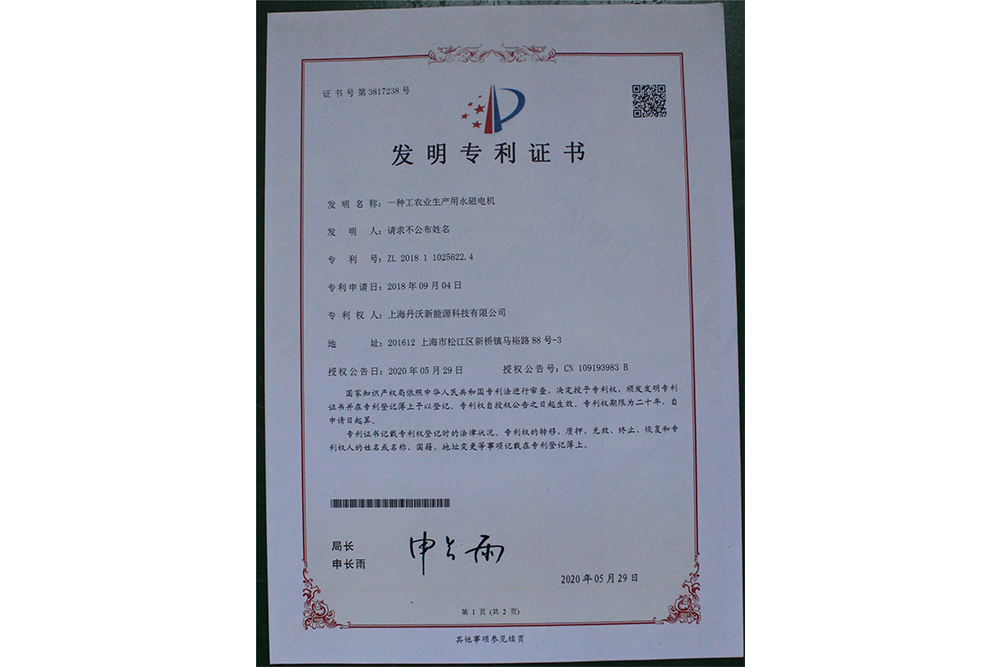 证书号第3817238号
发明专利证书
发明名称：一种工农业生产用永磁电机
发明人：请求不公布姓名
专利号：ZL 2018 1 1025622.4
专利申请日：2018年09月04日
专利权人：上海丹沃新能源科技有限公司
地址：201612 上海市松江区新桥镇马裕路88号-3
授权公告日：2020年05月29日 授权公告号：CN 109193983 B
国家知识产权局依照中华人民共和国专利法进行审查，决定授予专利权，颁发发明专利
证书并在专利登记簿上予以登记。专利权自授权公告之日起生效。专利权期限为二十年，自
申请日起算。
专利证书记载专利权登记时的法律状况。专利权的转移、质押、无效、终止、恢复和专
利权人的姓名或名称、国籍、地址变更等事项记载在专利登记簿上。
局长
申长雨
申长雨
2020年05月29日
第 1 页 (共 2 页)
其他事项参见续页